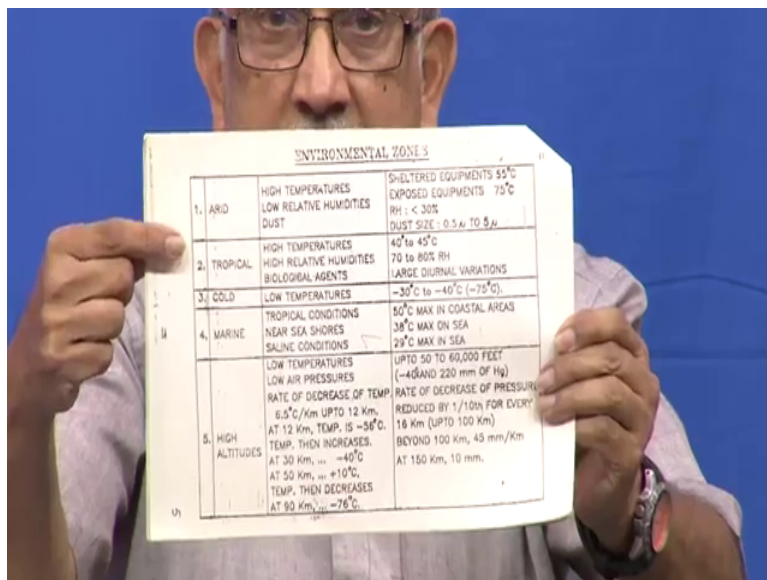 ENVIRONMENTAL ZONES
1. ARID
HIGH TEMPERATURES
LOW RELATIVE HUMIDITIES
DUST
SHELTERED EQUIPMENTS 55°C
EXPOSED EQUIPMENTS 75°C
RH : < 30%
DUST SIZE : 0.5µ TO 5µ
2. TROPICAL
HIGH TEMPERATURES
HIGH RELATIVE HUMIDITIES
BIOLOGICAL AGENTS
40° to 45°C
70 to 80% RH
LARGE DIURNAL VARIATIONS
3. COLD
LOW TEMPERATURES
-30°C to -40°C (-75°C).
4. MARINE
TROPICAL CONDITIONS
NEAR SEA SHORES
SALINE CONDITIONS
50°C MAX IN COASTAL AREAS
38°C MAX ON SEA
29°C MAX IN SEA
5. HIGH
ALTITUDES
LOW TEMPERATURES
LOW AIR PRESSURES
RATE OF DECREASE OF TEMP.
6.5°C/Km UPTO 12 Km.
AT 12 Km, TEMP. IS -56°C.
TEMP. THEN INCREASES.
AT 30 Km, ... -40°C
AT 50 Km, ... +10°C.
TEMP. THEN DECREASES
AT 90 Km, ... -76°C.
UPTO 50 TO 60,000 FEET
AND 220 mm OF Hg)
RATE OF DECREASE OF PRESSURE
REDUCED BY 1/10th FOR EVERY
16 Km (UPTO 100 Km)
BEYOND 100 Km, 45 mm/Km
AT 150 Km, 10 mm.
5